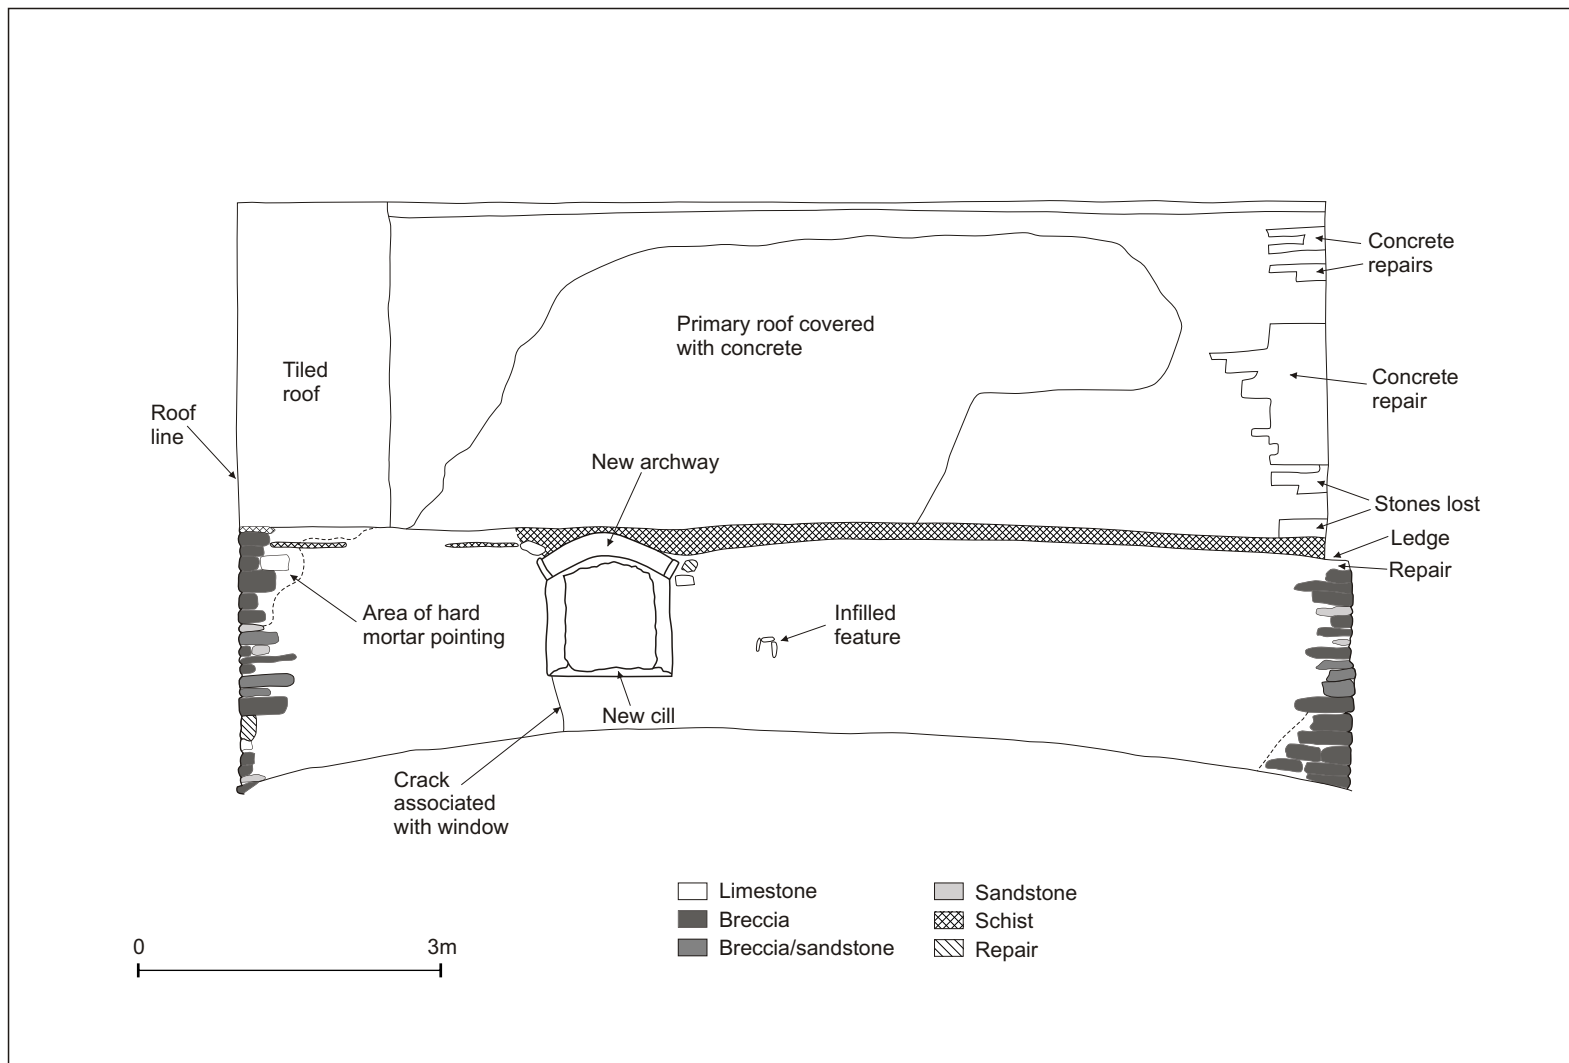 Concrete
repairs
Primary roof covered
with concrete
Tiled
roof
Concrete
repair
Roof
line
New archway
Stones lost
Ledge
Repair
Area of hard
mortar pointing
Infilled
feature
New cill
Crack
associated
with window
Limestone
Sandstone
Breccia
Schist
Breccia/sandstone
Repair
0 3m